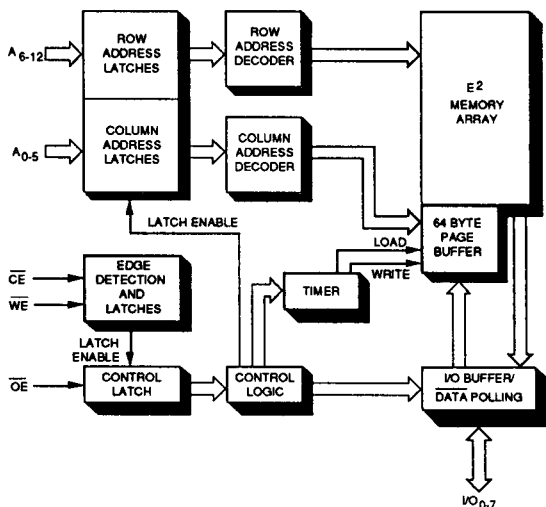 A6-12
ROW
ADDRESS
LATCHES
ROW
ADDRESS
DECODER
E2
MEMORY
ARRAY
A0-5
COLUMN
ADDRESS
LATCHES
COLUMN
ADDRESS
DECODER
64 BYTE
PAGE
BUFFER
LATCH ENABLE
LOAD
WRITE
TIMER
CE
WE
EDGE
DETECTION
AND
LATCHES
LATCH
ENABLE
OE
CONTROL
LATCH
CONTROL
LOGIC
I/O BUFFER/
DATA POLLING
I/O0-7